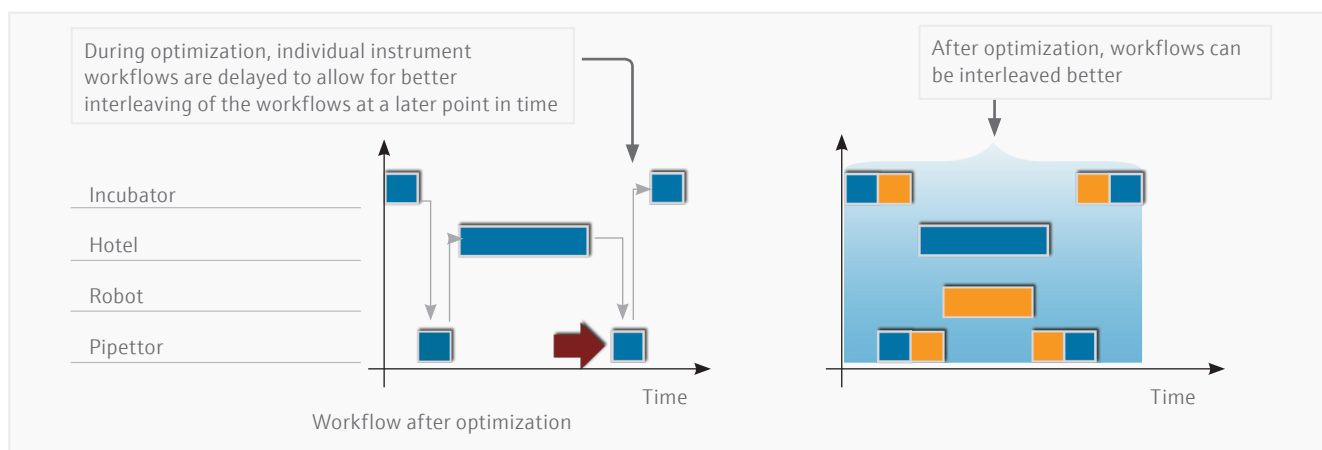 During optimization, individual instrument
workflows are delayed to allow for better
interleaving of the workflows at a later point in time
After optimization, workflows can
be interleaved better
Incubator
Hotel
Robot
Pipettor
Time
Time
Workflow after optimization